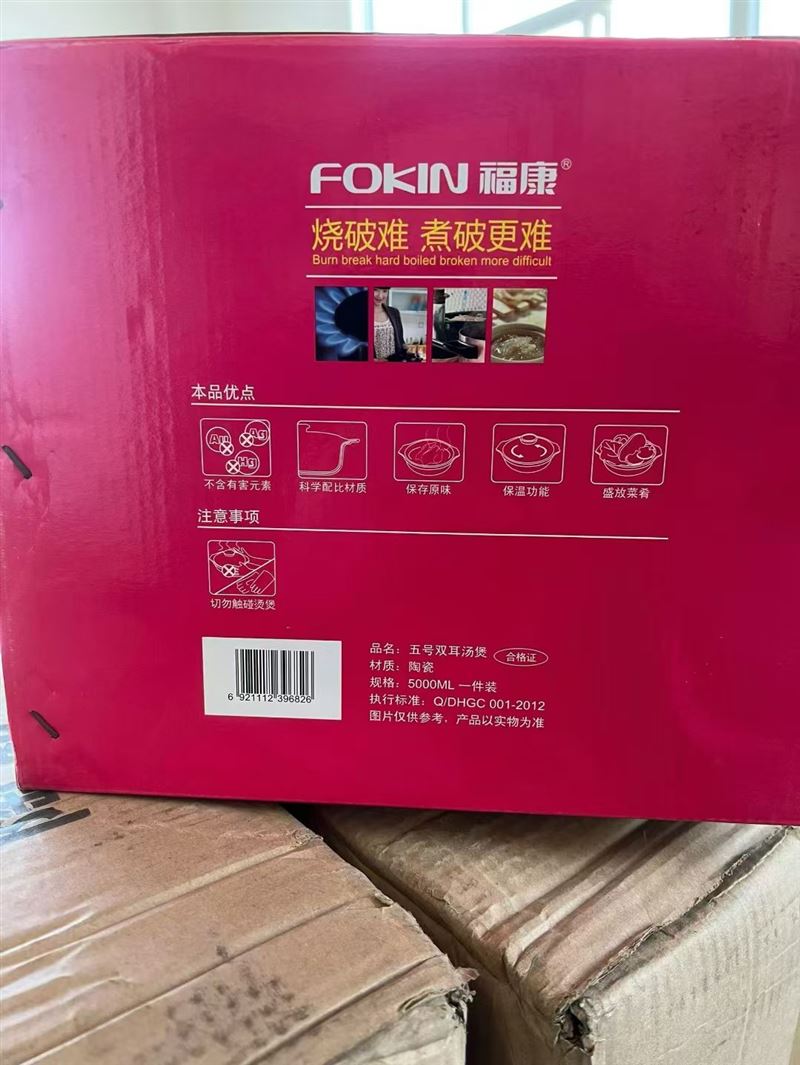 FOKIN 福康®
烧破难 煮破更难
Burn break hard boiled broken more difficult
本品优点
Au
Ag
Hg
不含有害元素
科学配比材质
保存原味
保温功能
盛放菜肴
注意事项
切勿触碰烫煲
6 921112 396826
品名：五号双耳汤煲 合格证
材质：陶瓷
规格：5000ML 一件装
执行标准：Q/DHGC 001-2012
图片仅供参考，产品以实物为准